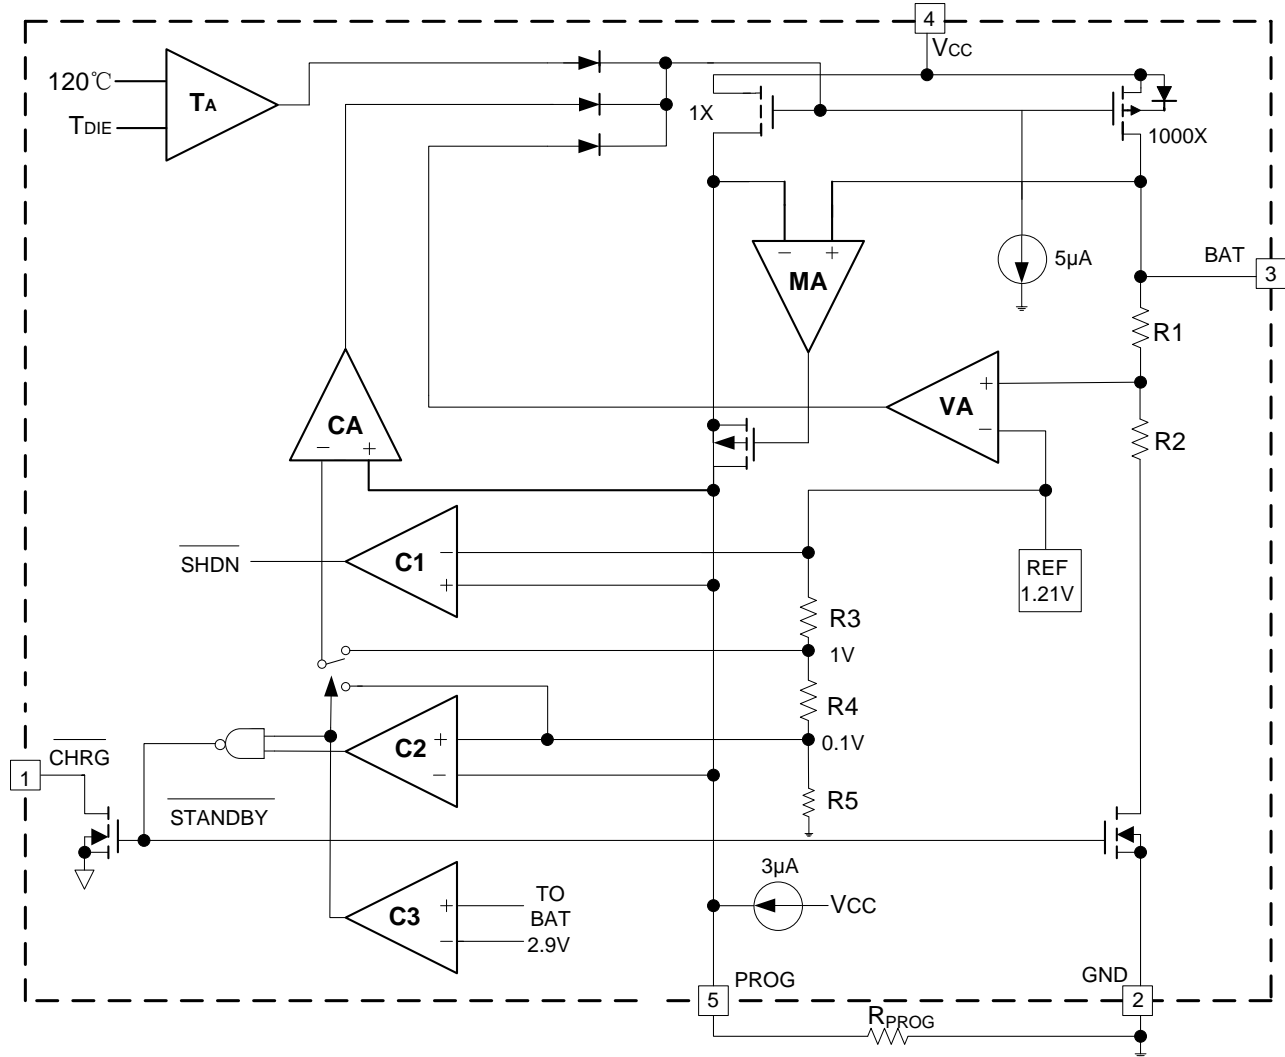 4
VCC
120℃
TA
TDIE
1X
1000X
5µA
BAT
3
− +
MA
R1
VA
+
−
CA
− +
R2
SHDN
C1
−
+
REF
1.21V
R3
1V
R4
0.1V
C2
+
−
CHRG
1
STANDBY
R5
3µA
VCC
C3
+
−
TO
BAT
2.9V
PROG
GND
5
2
RPROG